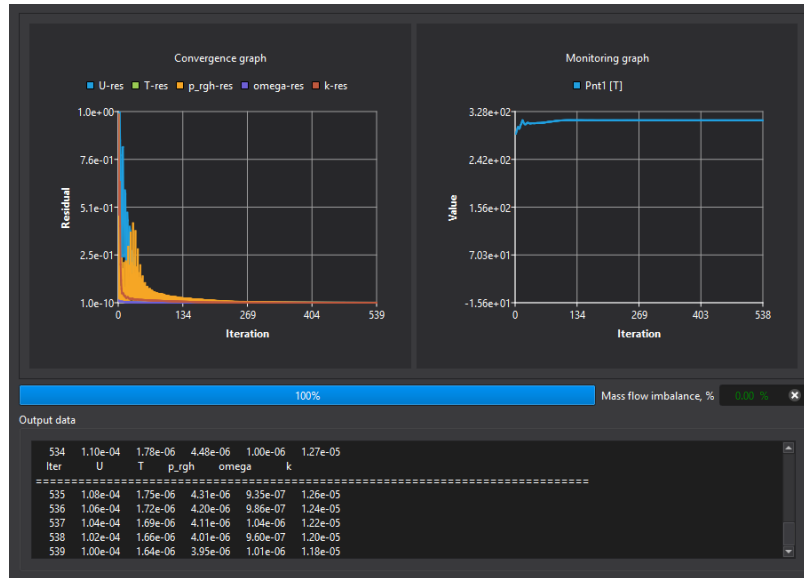 Convergence graph
U-res T-res p_rgh-res omega-res k-res
1.0e+00
7.6e-01
5.1e-01
2.5e-01
1.0e-10
Residual
0 134 269 404 539
Iteration
Monitoring graph
Pnt1 [T]
3.28e+02
2.42e+02
1.56e+02
7.03e+01
-1.56e+01
Value
0 134 269 403 538
Iteration
100%
Mass flow imbalance, % 0.00 %
Output data
534 1.10e-04 1.78e-06 4.48e-06 1.00e-06 1.27e-05
Iter U T p_rgh omega k
================================================================================
535 1.08e-04 1.75e-06 4.31e-06 9.35e-07 1.26e-05
536 1.06e-04 1.72e-06 4.20e-06 9.86e-07 1.24e-05
537 1.04e-04 1.69e-06 4.11e-06 1.04e-06 1.22e-05
538 1.02e-04 1.66e-06 4.01e-06 9.60e-07 1.20e-05
539 1.00e-04 1.64e-06 3.95e-06 1.01e-06 1.18e-05